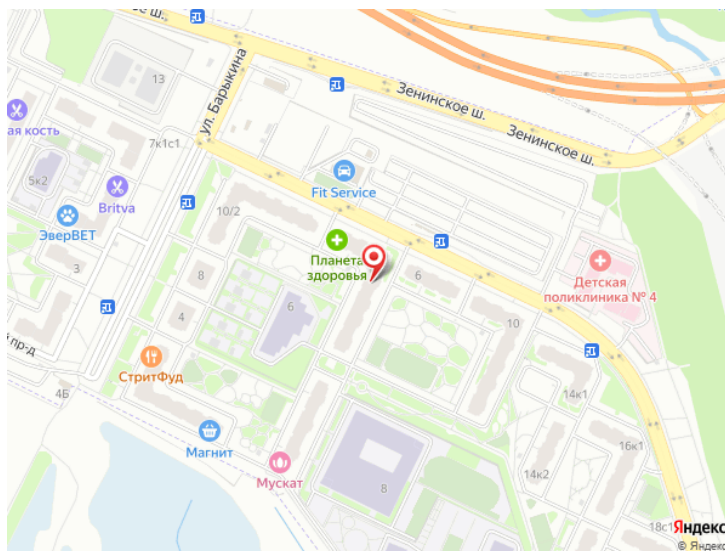 13
ул. Барыкина
Зенинское ш.
Зенинское ш.
ая кость
7к1с1
5к2
Britva
Fit Service
10/2
ЭверВЕТ
3
8
Планета
здоровья
6
6
Детская
поликлиника № 4
4
10
й пр-д
СтритФуд
4Б
14к1
Магнит
16к1
Мускат
8
14к2
18с1
Яндекс
© Яндекс